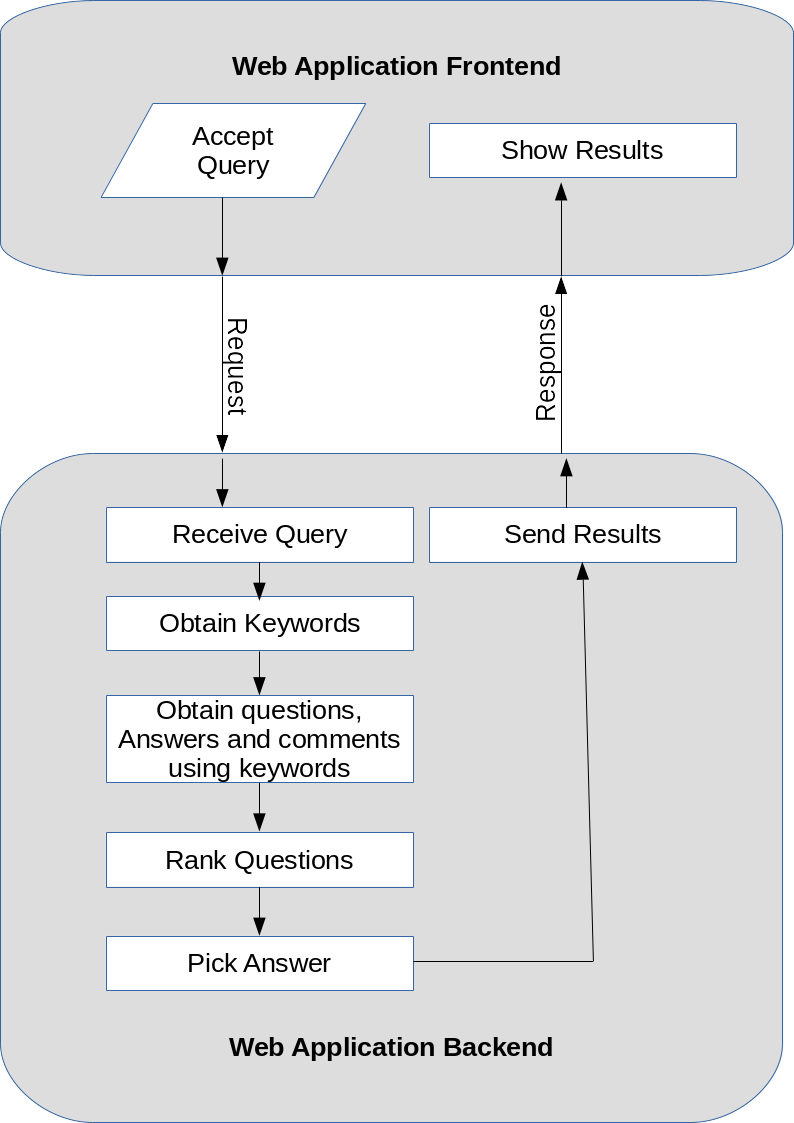 Web Application Frontend
Accept
Query
Show Results
Request
Response
Receive Query
Send Results
Obtain Keywords
Obtain questions,
Answers and comments
using keywords
Rank Questions
Pick Answer
Web Application Backend